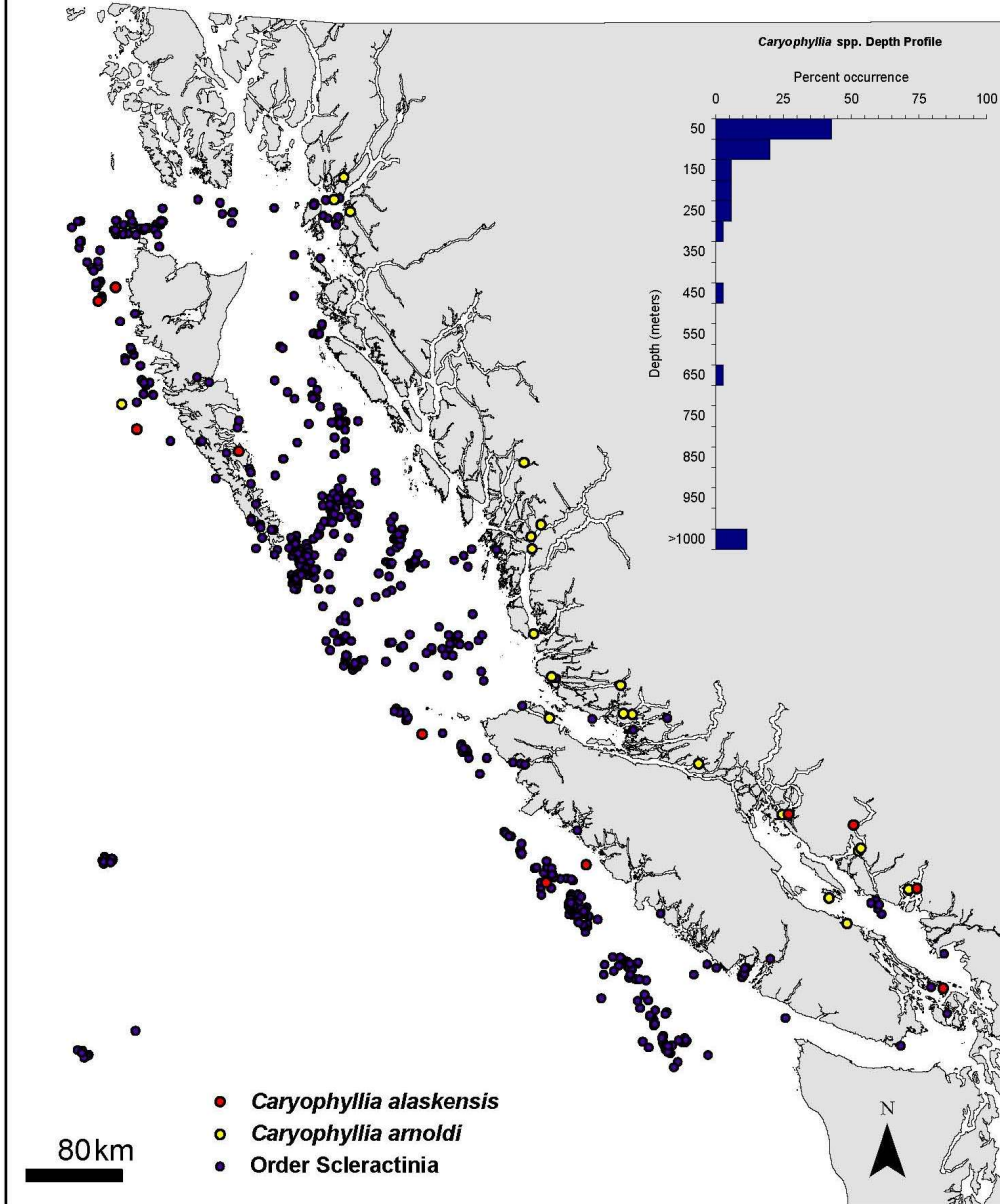 Caryophyllia spp. Depth Profile
Percent occurrence
0 25 50 75 100
50
150
250
350
450
550
650
750
850
950
>1000
Depth (meters)
Caryophyllia alaskensis
Caryophyllia arnoldi
Order Scleractinia
80km
N